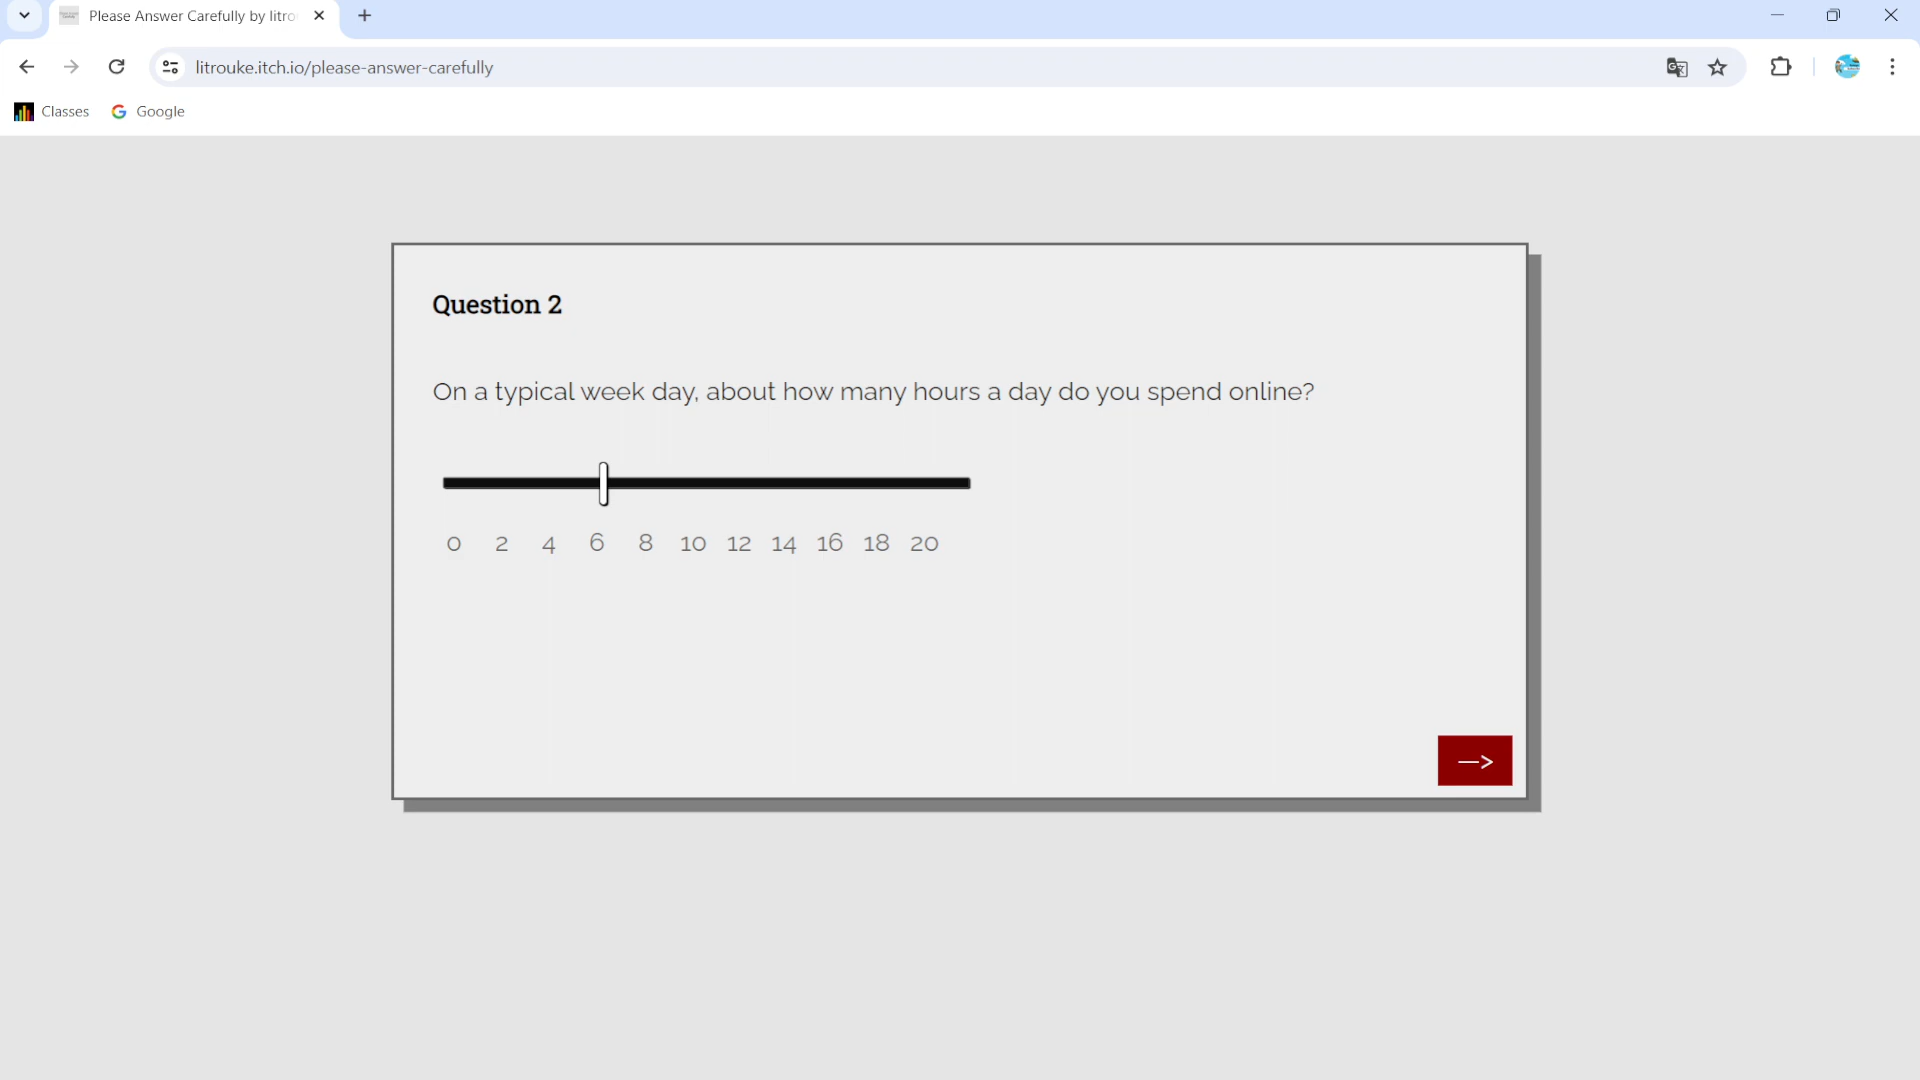 Please Answer Carefully by litro
litrouke.itch.io/please-answer-carefully
Classes
Google
Question 2
On a typical week day, about how many hours a day do you spend online?
0 2 4 6 8 10 12 14 16 18 20
—>